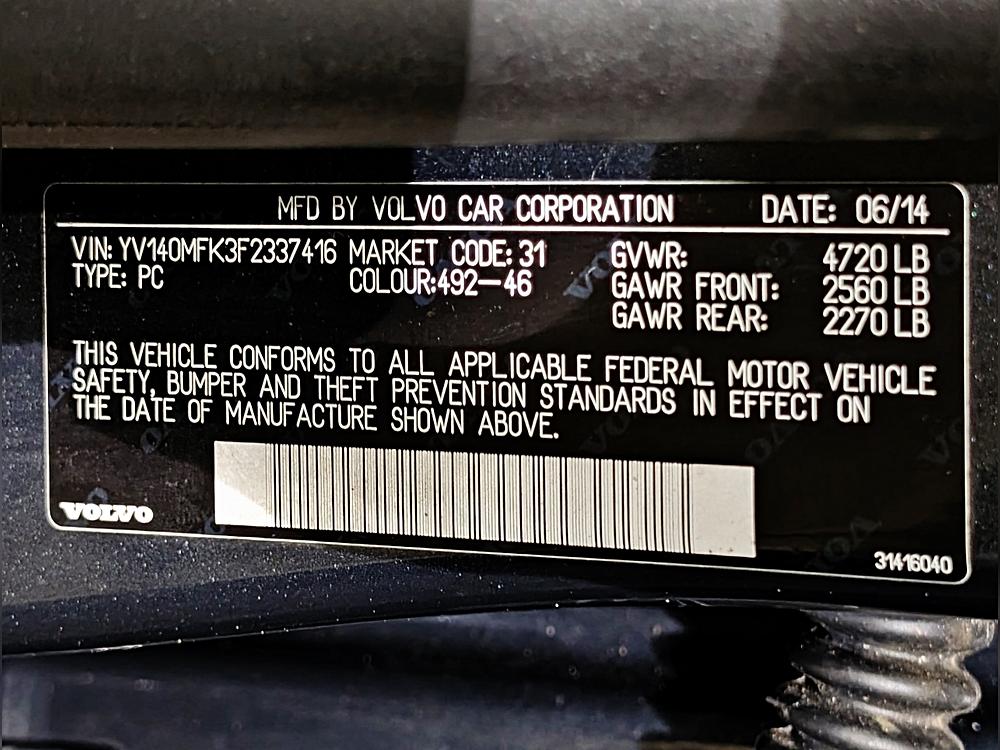 MFD BY VOLVO CAR CORPORATION DATE: 06/14
VIN: YV140MFK3F2337416 MARKET CODE: 31 GVWR: 4720 LB
TYPE: PC COLOUR:492-46 GAWR FRONT: 2560 LB
GAWR REAR: 2270 LB
THIS VEHICLE CONFORMS TO ALL APPLICABLE FEDERAL MOTOR VEHICLE
SAFETY, BUMPER AND THEFT PREVENTION STANDARDS IN EFFECT ON
THE DATE OF MANUFACTURE SHOWN ABOVE.
VOLVO
31416040